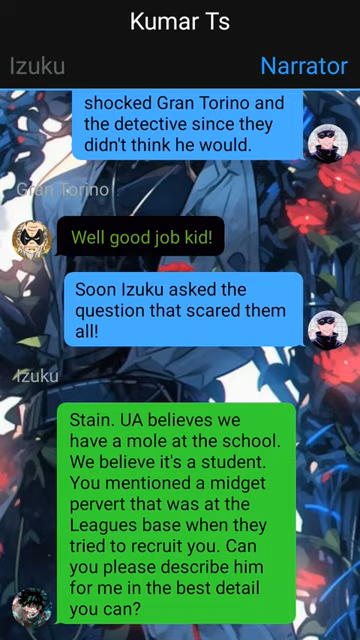 Kumar Ts
Izuku
Narrator
shocked Gran Torino and
the detective since they
didn't think he would.
Gran Torino
Well good job kid!
Soon Izuku asked the
question that scared them
all!
Izuku
Stain. UA believes we
have a mole at the school.
We believe it's a student.
You mentioned a midget
pervert that was at the
Leagues base when they
tried to recruit you. Can
you please describe him
for me in the best detail
you can?